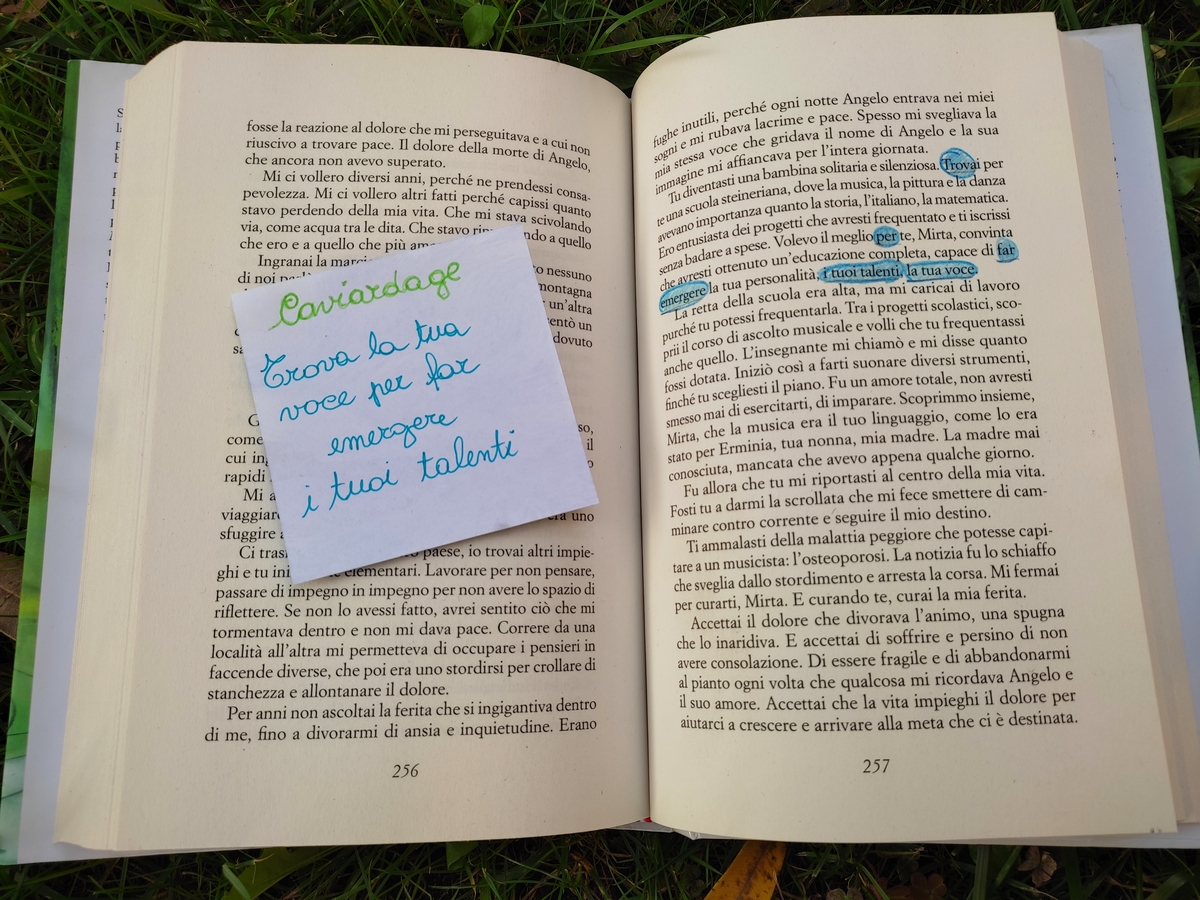 fosse la reazione al dolore che mi perseguitava e a cui non
riuscivo a trovare pace. Il dolore della morte di Angelo,
che ancora non avevo superato.
Mi ci vollero diversi anni, perché ne prendessi consa-
pevolezza. Mi ci vollero altri fatti perché capissi quanto
stavo perdendo della mia vita. Che mi stava scivolando
via, come acqua tra le dita. Che stavo
che ero e a quello che più
Ingranai la
di noi
nessuno
montagna
un'altra
un
dovuto
Caviardage
Trova la tua
voce per far
emergere
i tuoi talenti
come
cui
il
rapidi
Mi
viaggiare
sfuggire
uno
Ci
paese, io trovai altri impie-
ghi e tu
elementari. Lavorare per non pensare,
passare di impegno in impegno per non avere lo spazio di
riflettere. Se non lo avessi fatto, avrei sentito ciò che mi
tormentava dentro e non mi dava pace. Correre da una
località all'altra mi permetteva di occupare i pensieri in
faccende diverse, che poi era uno stordirsi per crollare di
stanchezza e allontanare il dolore.
Per anni non ascoltai la ferita che si ingigantiva dentro
di me, fino a divorarmi di ansia e inquietudine. Erano
256
fughe inutili, perché ogni notte Angelo entrava nei miei
sogni e mi rubava lacrime e pace. Spesso mi svegliava la
mia stessa voce che gridava il nome di Angelo e la sua
immagine mi affiancava per l'intera giornata.
Tu diventasti una bambina solitaria e silenziosa. Trovai per
te una scuola steineriana, dove la musica, la pittura e la danza
avevano importanza quanto la storia, l'italiano, la matematica.
Ero entusiasta dei progetti che avresti frequentato e ti iscrissi
senza badare a spese. Volevo il meglio per te, Mirta, convinta
che avresti ottenuto un'educazione completa, capace di far
emergere la tua personalità, i tuoi talenti, la tua voce.
La retta della scuola era alta, ma mi caricai di lavoro
purché tu potessi frequentarla. Tra i progetti scolastici, sco-
prii il corso di ascolto musicale e volli che tu frequentassi
anche quello. L'insegnante mi chiamò e mi disse quanto
fossi dotata. Iniziò così a farti suonare diversi strumenti,
finché tu scegliesti il piano. Fu un amore totale, non avresti
smesso mai di esercitarti, di imparare. Scoprimmo insieme,
Mirta, che la musica era il tuo linguaggio, come lo era
stato per Erminia, tua nonna, mia madre. La madre mai
conosciuta, mancata che avevo appena qualche giorno.
Fu allora che tu mi riportasti al centro della mia vita.
Fosti tu a darmi la scrollata che mi fece smettere di cam-
minare contro corrente e seguire il mio destino.
Ti ammalasti della malattia peggiore che potesse capi-
tare a un musicista: l'osteoporosi. La notizia fu lo schiaffo
che sveglia dallo stordimento e arresta la corsa. Mi fermai
per curarti, Mirta. E curando te, curai la mia ferita.
Accettai il dolore che divorava l'animo, una spugna
che lo inaridiva. E accettai di soffrire e persino di non
avere consolazione. Di essere fragile e di abbandonarmi
al pianto ogni volta che qualcosa mi ricordava Angelo e
il suo amore. Accettai che la vita impieghi il dolore per
aiutarci a crescere e arrivare alla meta che ci è destinata.
257